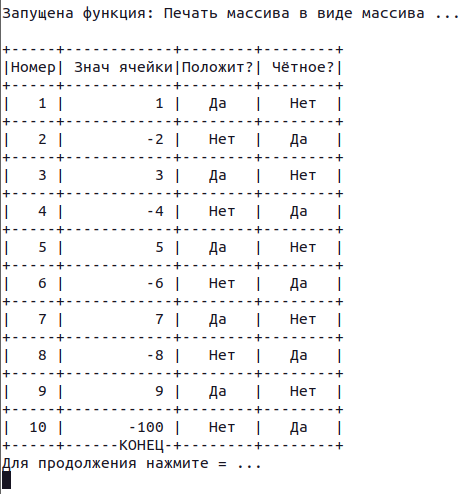 Запущена функция: Печать массива в виде массива ...
+-----+------------+--------+--------+
|Номер| Знач ячейки|Положит?| Чётное?|
+-----+------------+--------+--------+
|   1 |          1 |   Да   |   Нет  |
+-----+------------+--------+--------+
|   2 |         -2 |   Нет  |   Да   |
+-----+------------+--------+--------+
|   3 |          3 |   Да   |   Нет  |
+-----+------------+--------+--------+
|   4 |         -4 |   Нет  |   Да   |
+-----+------------+--------+--------+
|   5 |          5 |   Да   |   Нет  |
+-----+------------+--------+--------+
|   6 |         -6 |   Нет  |   Да   |
+-----+------------+--------+--------+
|   7 |          7 |   Да   |   Нет  |
+-----+------------+--------+--------+
|   8 |         -8 |   Нет  |   Да   |
+-----+------------+--------+--------+
|   9 |          9 |   Да   |   Нет  |
+-----+------------+--------+--------+
|  10 |       -100 |   Нет  |   Да   |
+-----+------КОНЕЦ-+--------+--------+
Для продолжения нажмите = ...